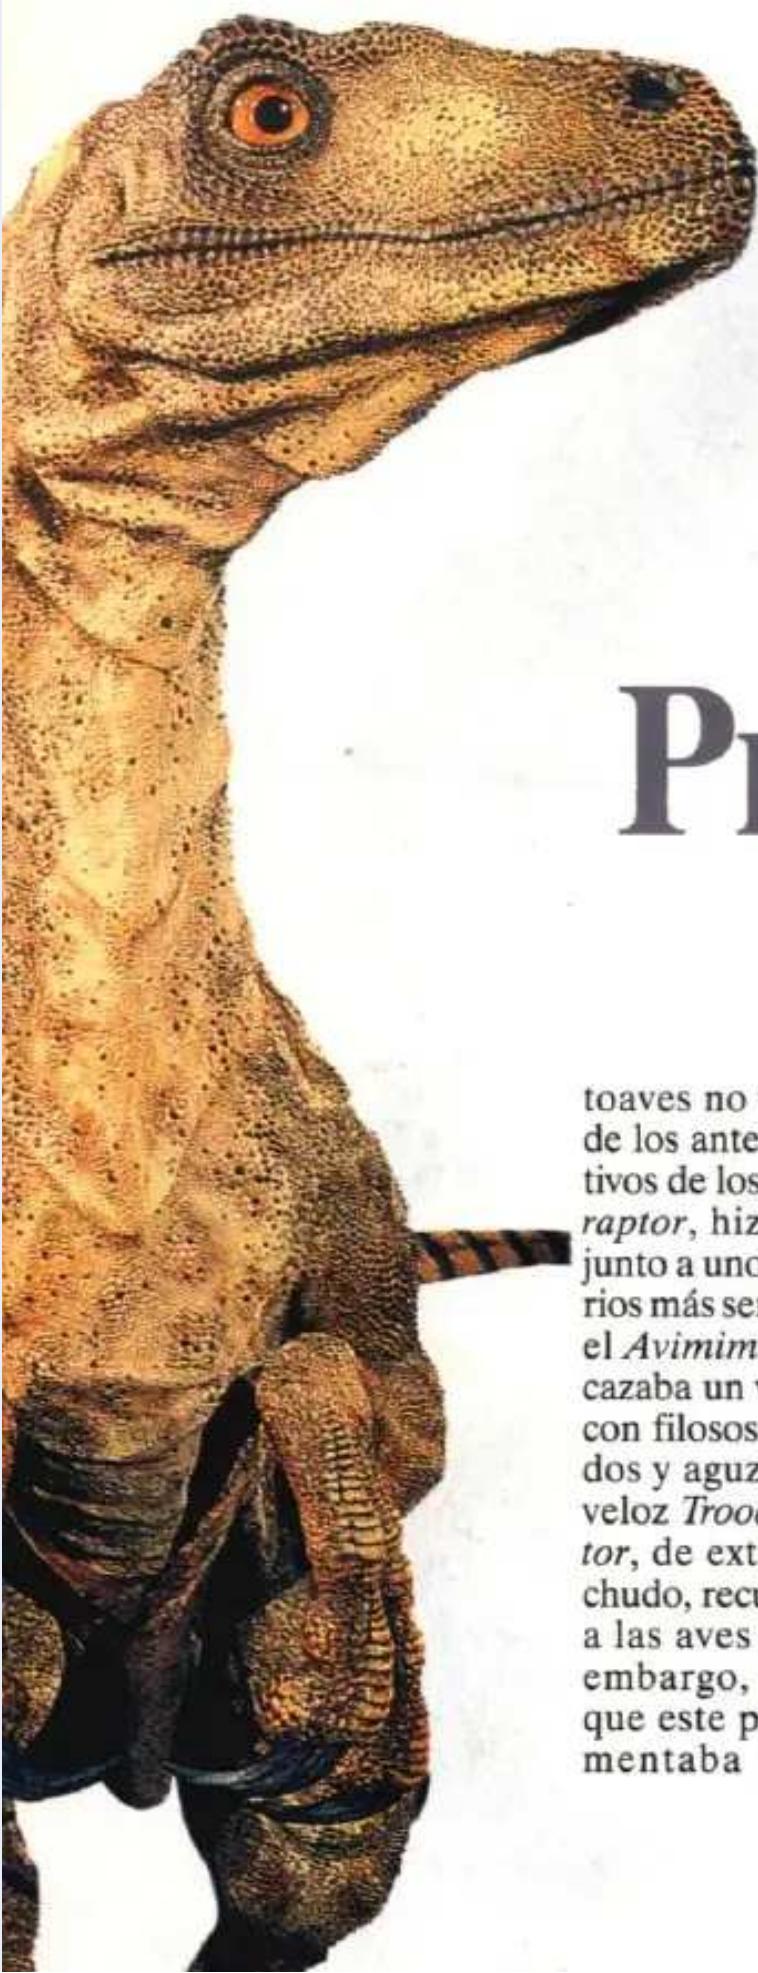 P
toaves no
de los ante
tivos de los
raptor, hiz
junto a uno
rios más se
el Avimim
cazaba un
con filosos
dos y aguz
veloz Troo
tor, de ext
chudo, recu
a las aves
embargo,
que este p
mentaba